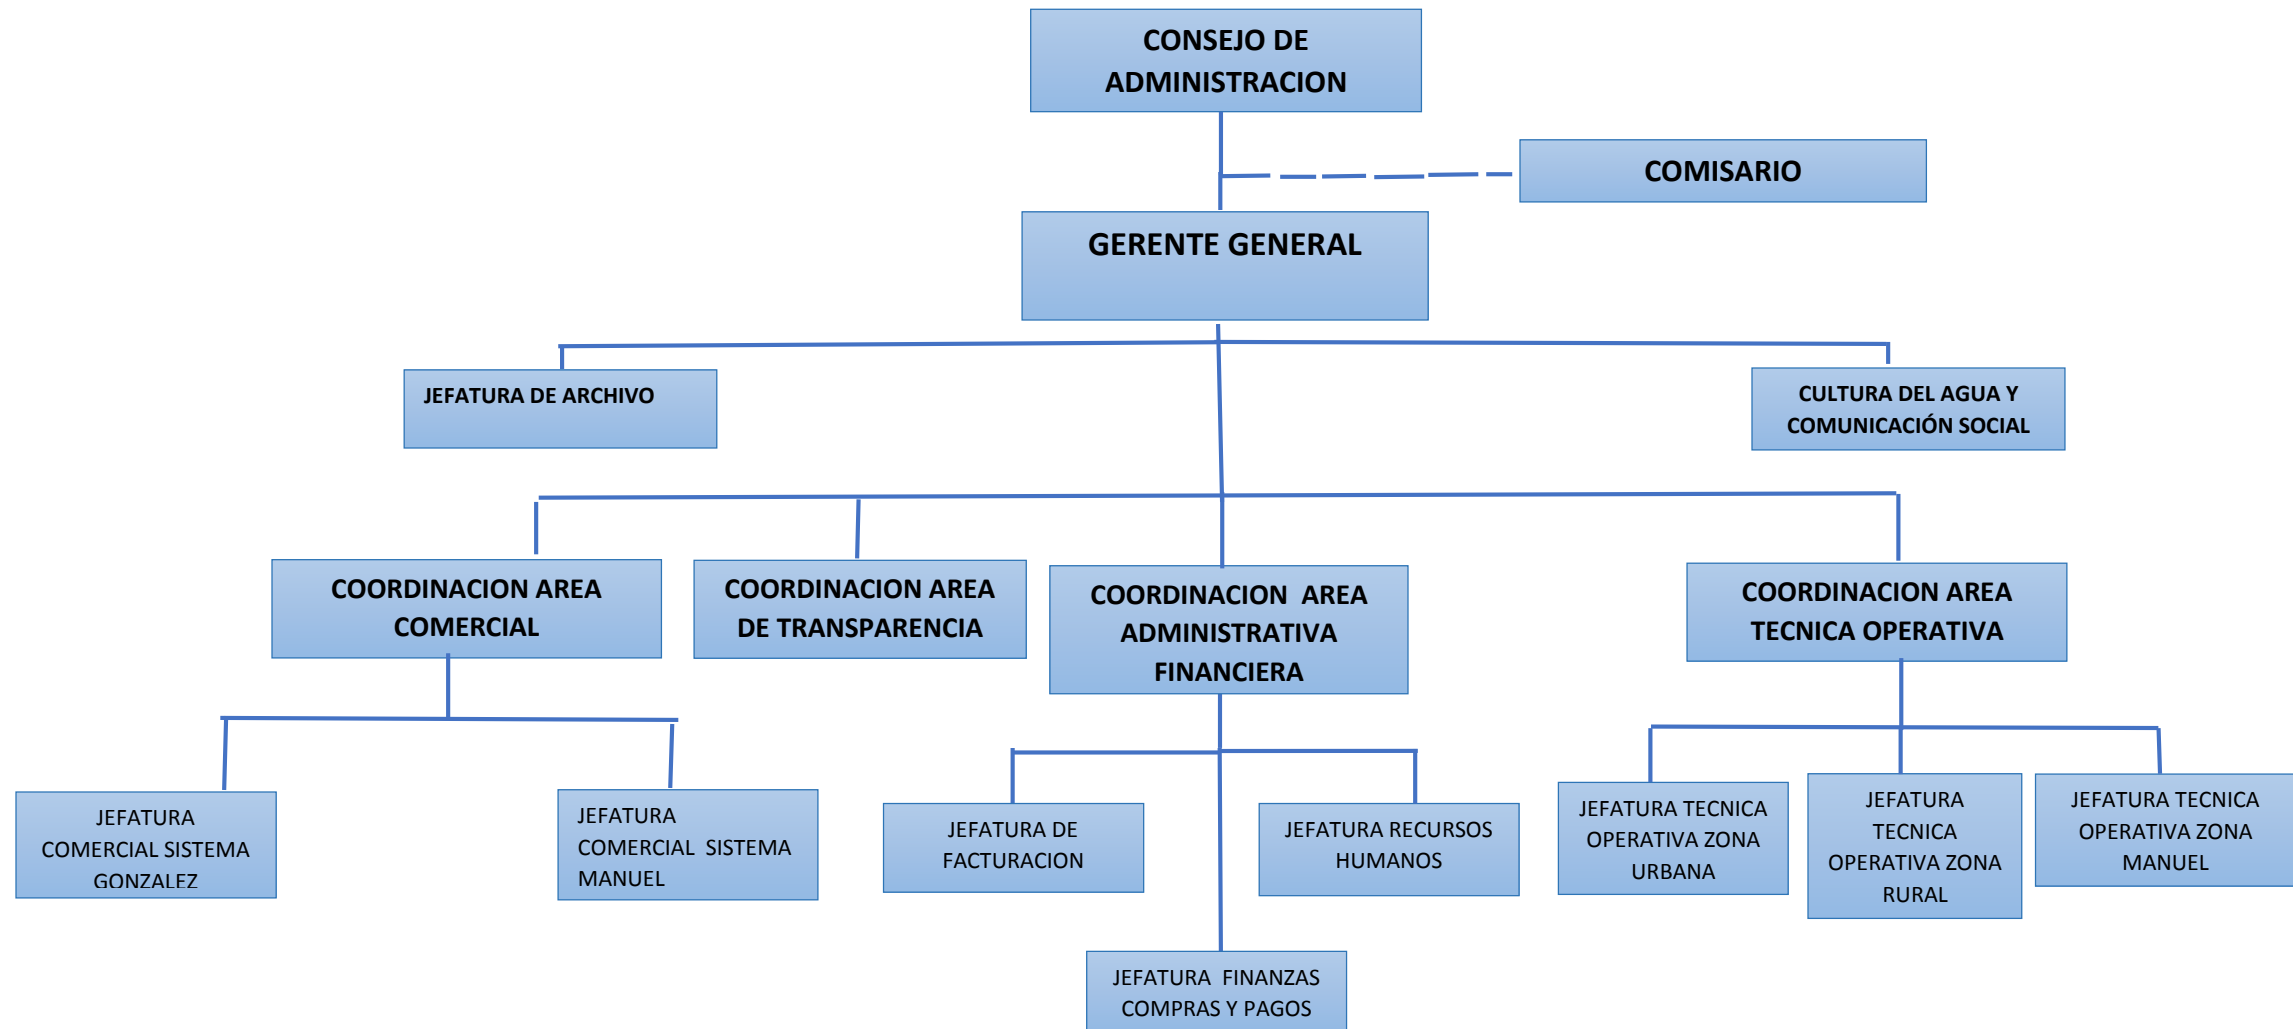 CONSEJO DE
ADMINISTRACION
COMISARIO
GERENTE GENERAL
JEFATURA DE ARCHIVO
CULTURA DEL AGUA Y
COMUNICACIÓN SOCIAL
COORDINACION AREA
COMERCIAL
COORDINACION AREA
DE TRANSPARENCIA
COORDINACION  AREA
ADMINISTRATIVA
FINANCIERA
COORDINACION AREA
TECNICA OPERATIVA
JEFATURA
COMERCIAL SISTEMA
GONZALEZ
JEFATURA
COMERCIAL  SISTEMA
MANUEL
JEFATURA DE
FACTURACION
JEFATURA RECURSOS
HUMANOS
JEFATURA TECNICA
OPERATIVA ZONA
URBANA
JEFATURA
TECNICA
OPERATIVA ZONA
RURAL
JEFATURA TECNICA
OPERATIVA ZONA
MANUEL
JEFATURA  FINANZAS
COMPRAS Y PAGOS